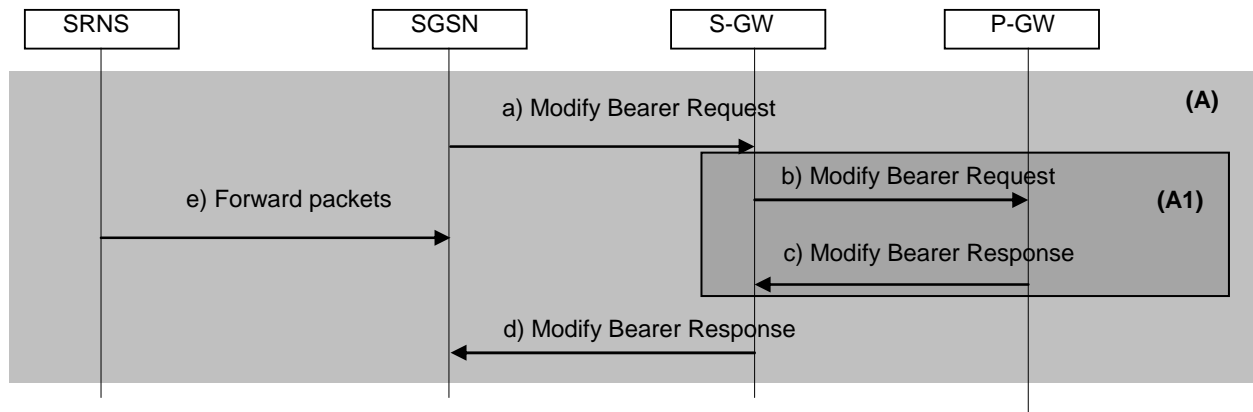 SRNS
SGSN
S-GW
P-GW
a) Modify Bearer Request
(A)
b) Modify Bearer Request
(A1)
e) Forward packets
c) Modify Bearer Response
d) Modify Bearer Response